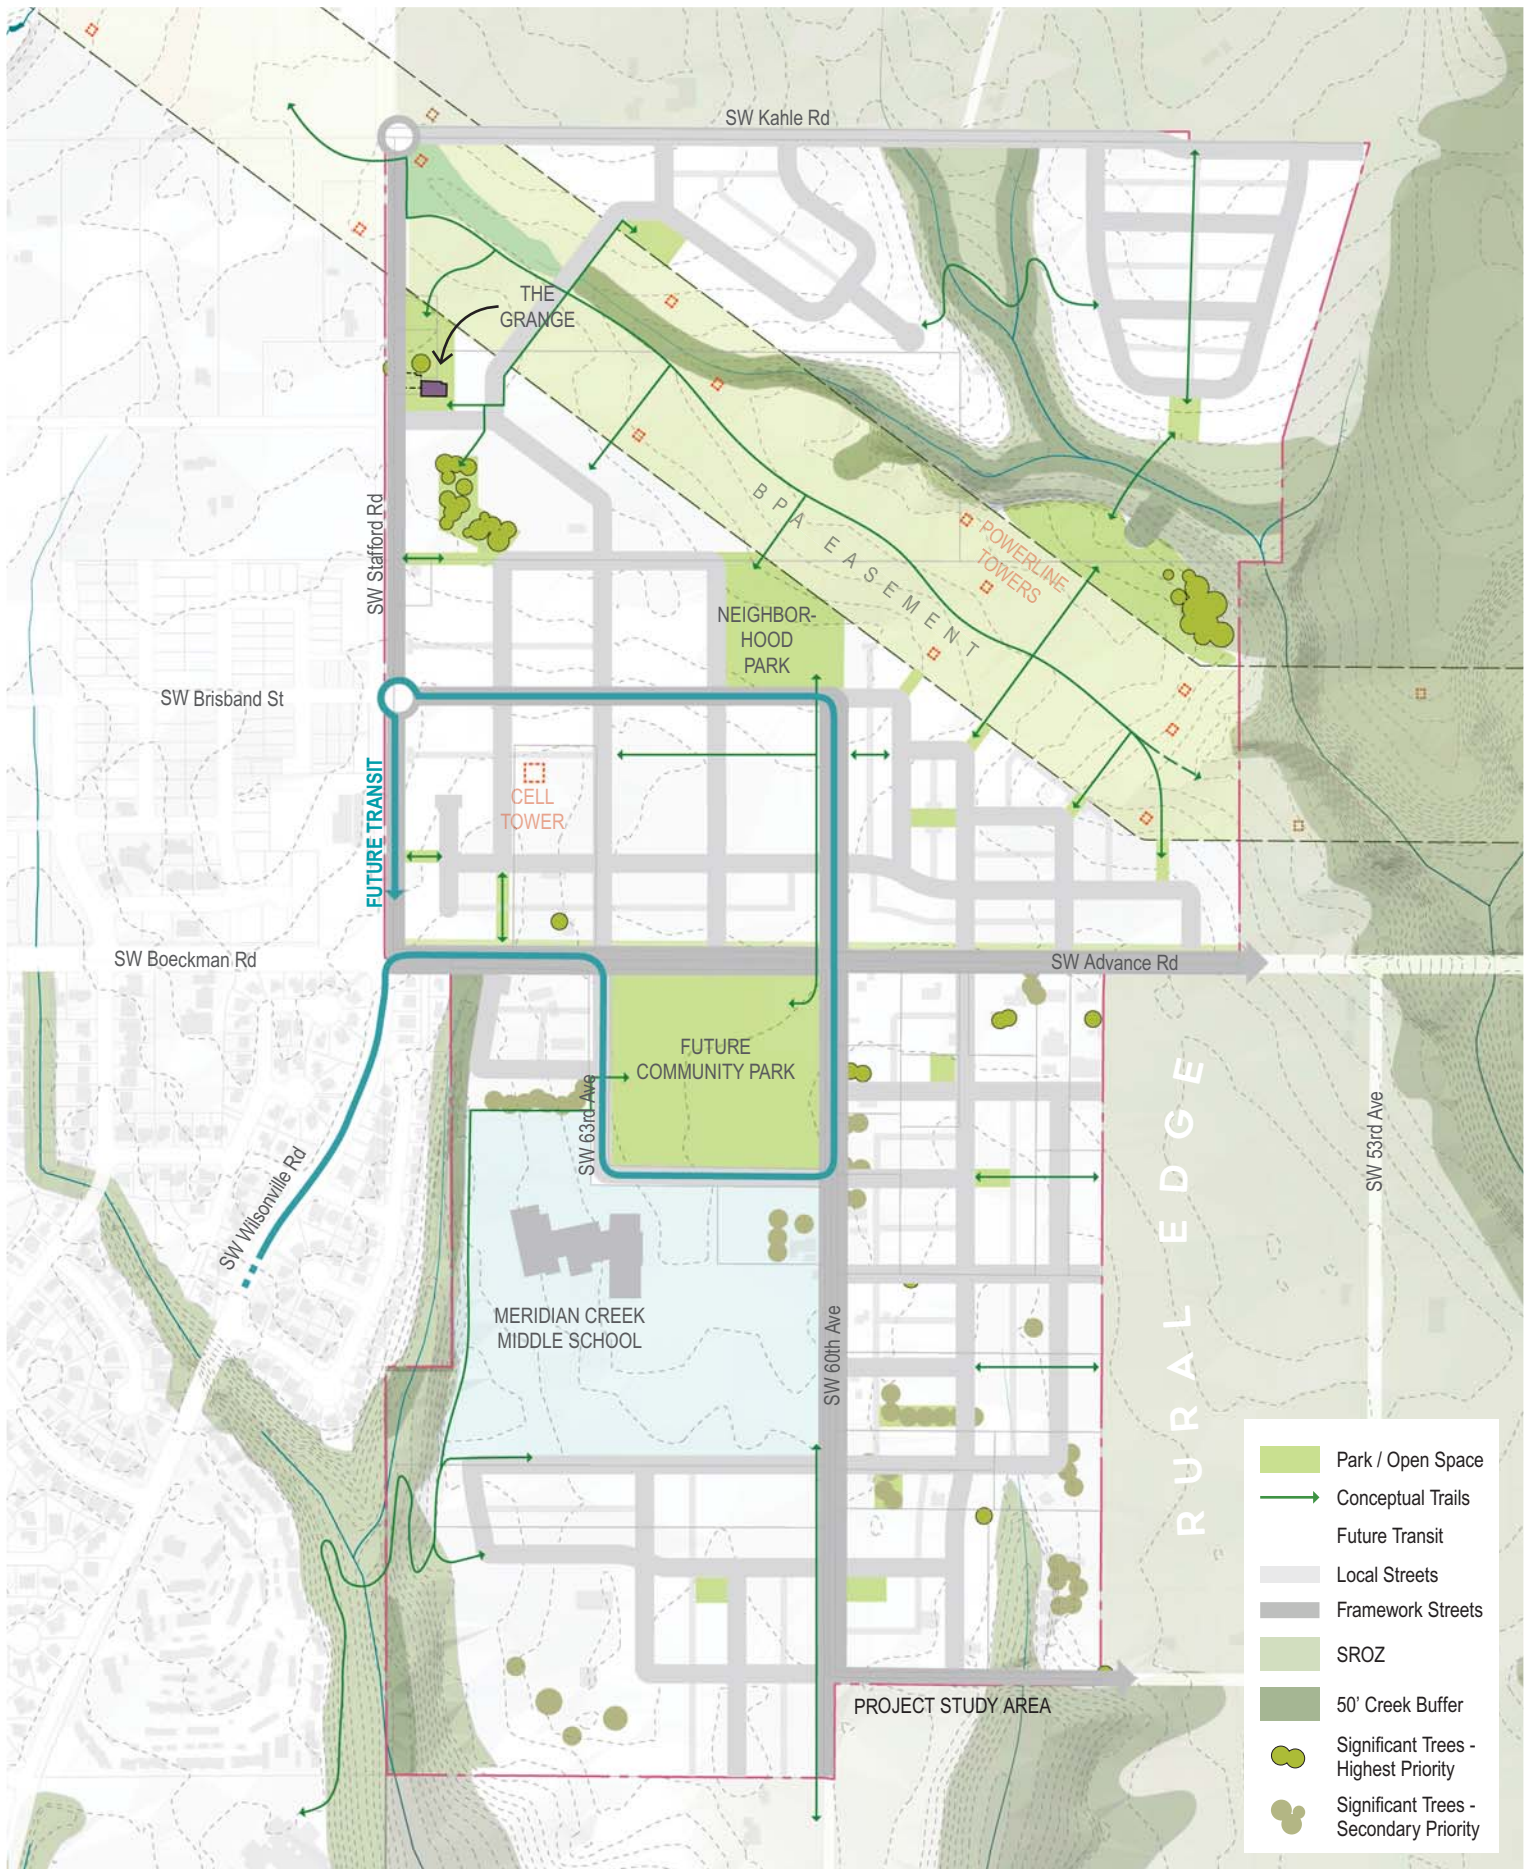 SW Kahle Rd
THE
GRANGE
SW Stafford Rd
BPA EASEMENT
POWERLINE
TOWERS
NEIGHBOR-
HOOD
PARK
SW Brisband St
FUTURE TRANSIT
CELL
TOWER
SW Boeckman Rd
SW Advance Rd
FUTURE
COMMUNITY PARK
SW 63rd Ave
SW Wilsonville Rd
MERIDIAN CREEK
MIDDLE SCHOOL
SW 60th Ave
RURAL EDGE
SW 53rd Ave
PROJECT STUDY AREA
Park / Open Space
Conceptual Trails
Future Transit
Local Streets
Framework Streets
SROZ
50' Creek Buffer
Significant Trees -
Highest Priority
Significant Trees -
Secondary Priority